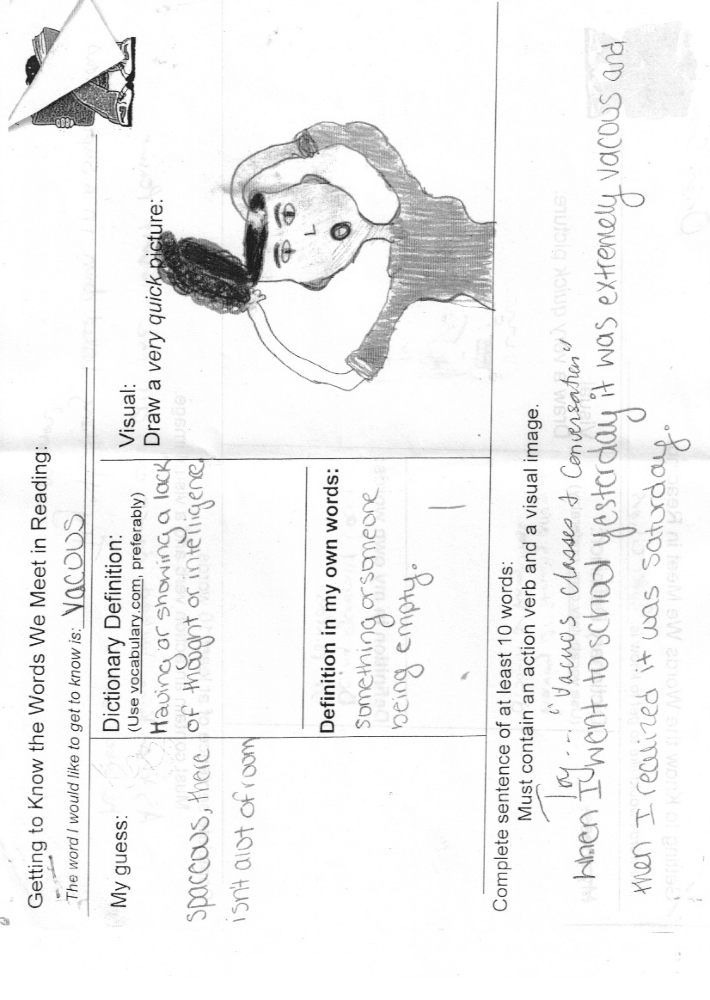 Getting to Know the Words We Meet in Reading:
The word I would like to get to know is: Vacous
My guess:
spaceous, there
isn't alot of room
Dictionary Definition:
(Use vocabulary.com, preferably)
Having or showing a lack
of thought or intelligence.
Definition in my own words:
something or someone
being empty.
Visual:
Draw a very quick picture:
Complete sentence of at least 10 words:
Must contain an action verb and a visual image.
Try... "vacuos classes & conversation"
When I went to school yesterday it was extremely vacous and
then I realized it was saturday.